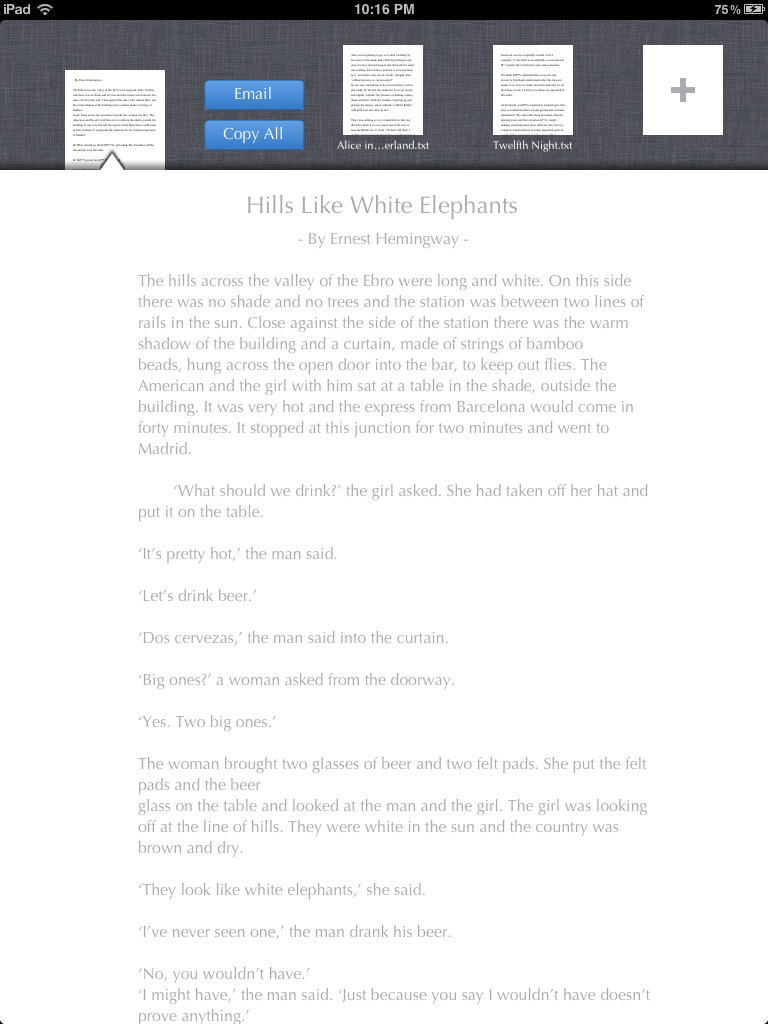 iPad 10:16 PM 75%
Email
Copy All
Alice in...erland.txt
Twelfth Night.txt
Hills Like White Elephants
- By Ernest Hemingway -
The hills across the valley of the Ebro were long and white. On this side
there was no shade and no trees and the station was between two lines of
rails in the sun. Close against the side of the station there was the warm
shadow of the building and a curtain, made of strings of bamboo
beads, hung across the open door into the bar, to keep out flies. The
American and the girl with him sat at a table in the shade, outside the
building. It was very hot and the express from Barcelona would come in
forty minutes. It stopped at this junction for two minutes and went to
Madrid.
‘What should we drink?’ the girl asked. She had taken off her hat and
put it on the table.
‘It’s pretty hot,’ the man said.
‘Let’s drink beer.’
‘Dos cervezas,’ the man said into the curtain.
‘Big ones?’ a woman asked from the doorway.
‘Yes. Two big ones.’
The woman brought two glasses of beer and two felt pads. She put the felt
pads and the beer
glass on the table and looked at the man and the girl. The girl was looking
off at the line of hills. They were white in the sun and the country was
brown and dry.
‘They look like white elephants,’ she said.
‘I’ve never seen one,’ the man drank his beer.
‘No, you wouldn’t have.’
‘I might have,’ the man said. ‘Just because you say I wouldn’t have doesn’t
prove anything.’